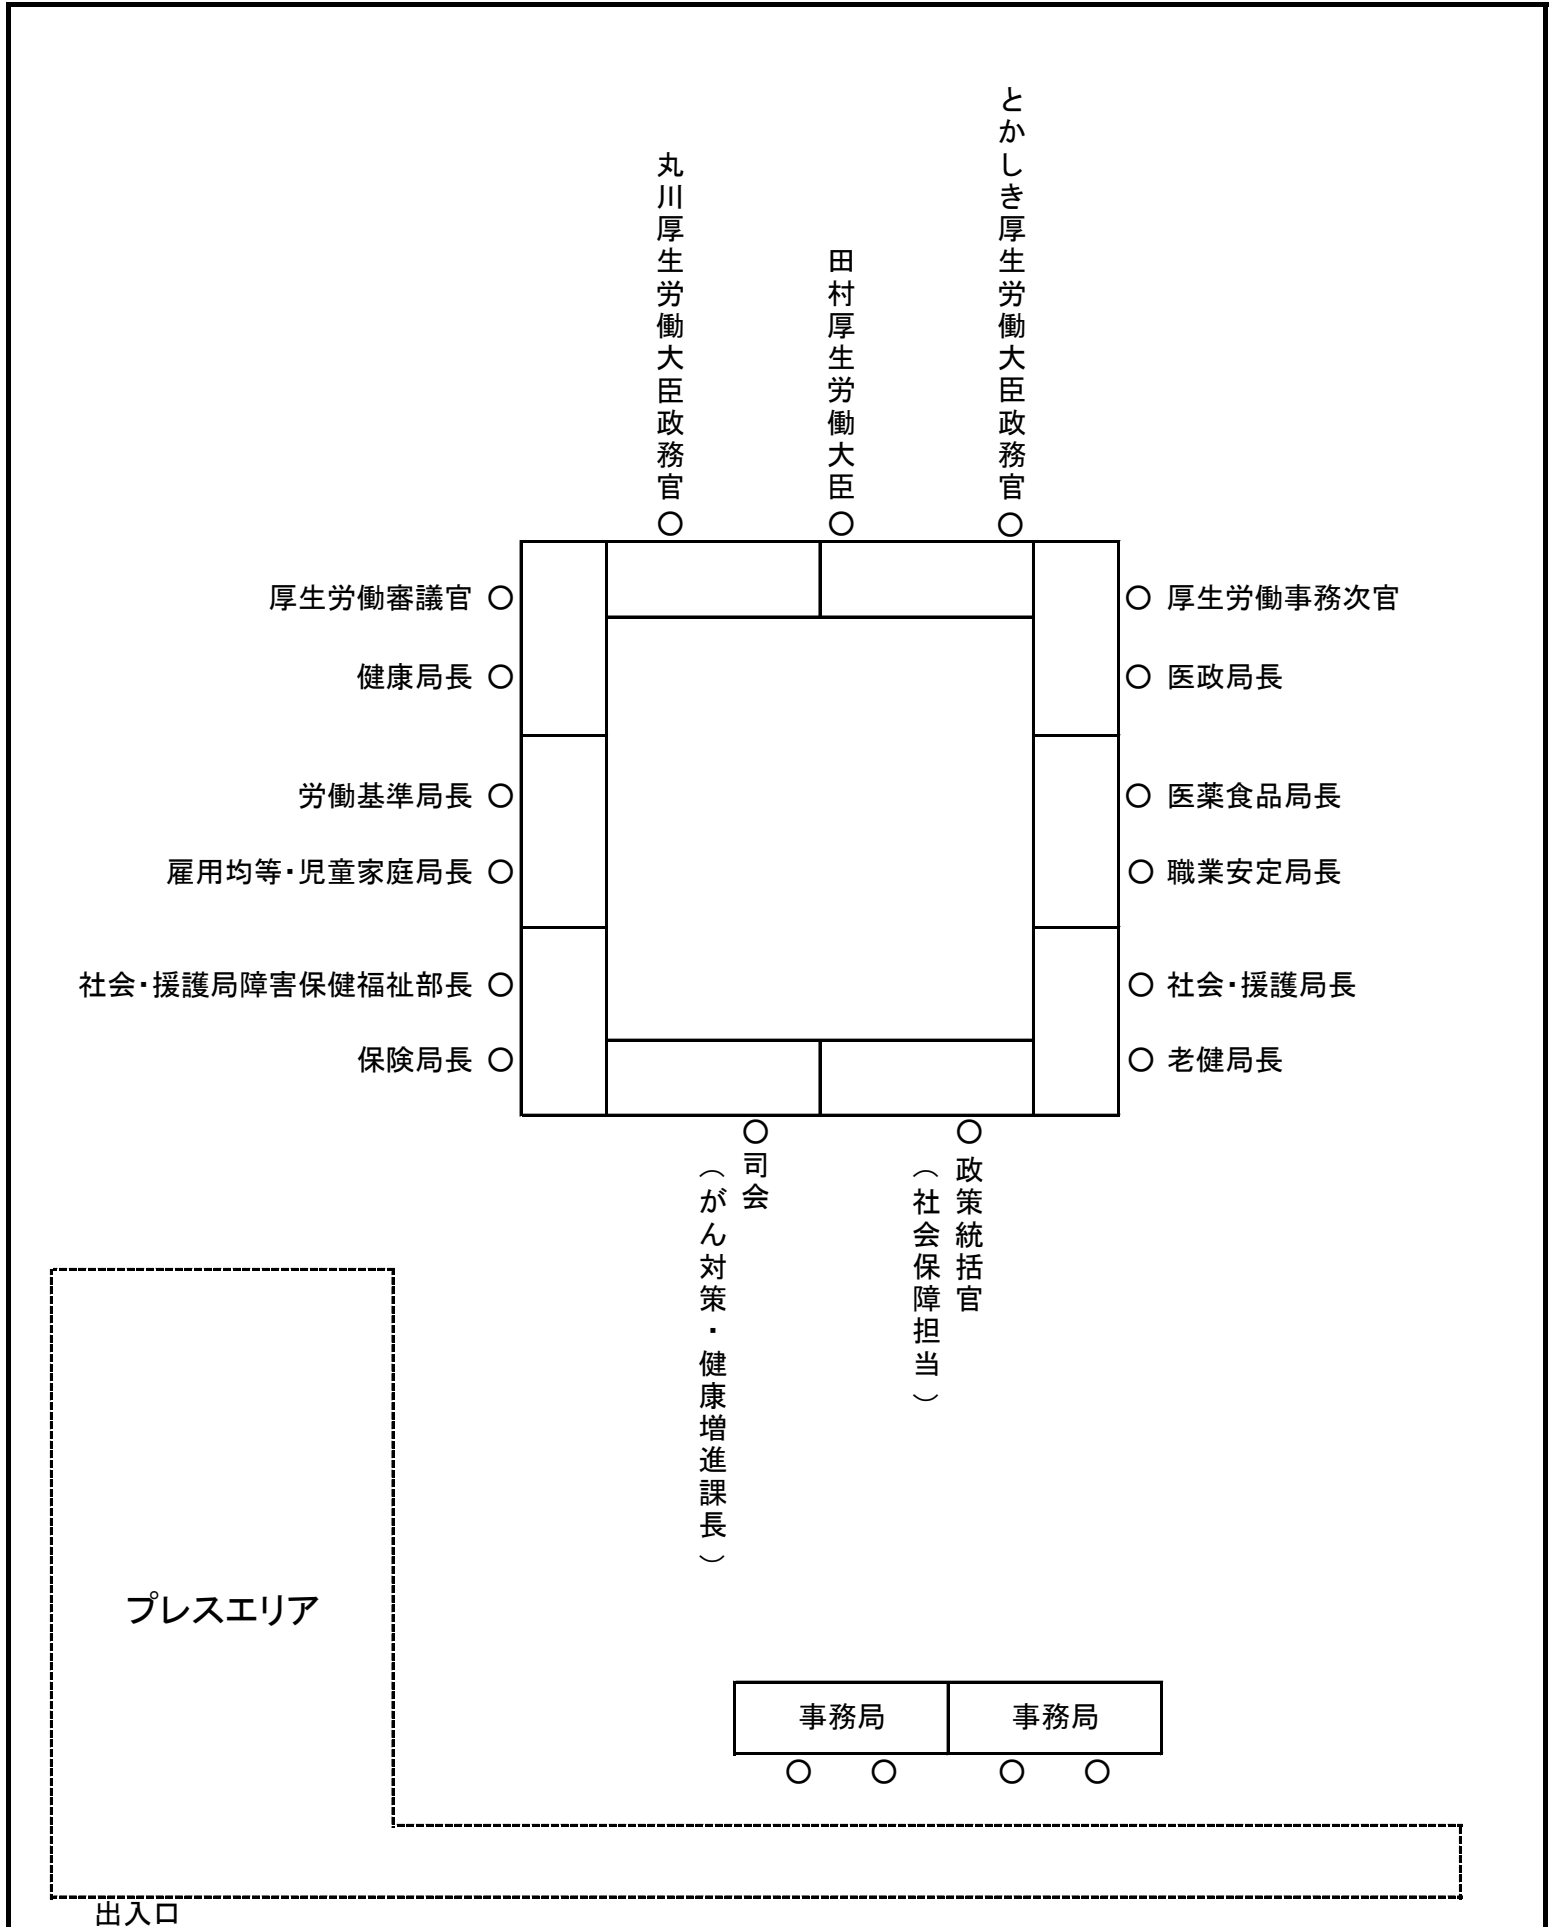 とかしき厚生労働大臣政務官
田村厚生労働大臣
丸川厚生労働大臣政務官
厚生労働審議官
厚生労働事務次官
健康局長
医政局長
労働基準局長
医薬食品局長
雇用均等・児童家庭局長
職業安定局長
社会・援護局障害保健福祉部長
社会・援護局長
保険局長
老健局長
政策統括官
（社会保障担当）
司会
（がん対策・健康増進課長）
プレスエリア
事務局
事務局
出入口